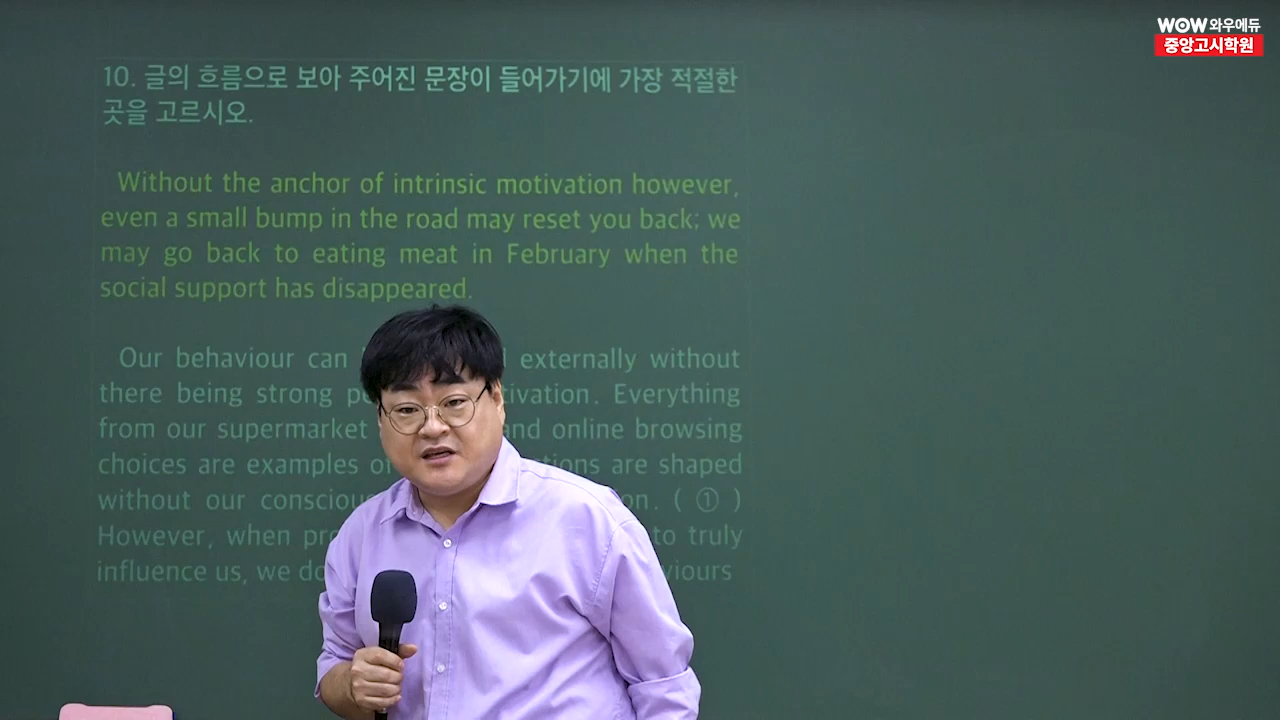 WOW 와우에듀
중앙고시학원
10. 글의 흐름으로 보아 주어진 문장이 들어가기에 가장 적절한
곳을 고르시오.
Without the anchor of intrinsic motivation however,
even a small bump in the road may reset you back; we
may go back to eating meat in February when the
social support has disappeared.
Our behaviour can externally without
there being strong Everything
from our supermarket and online browsing
choices are examples are shaped
without our ( ① )
However, when to truly
influence us, we